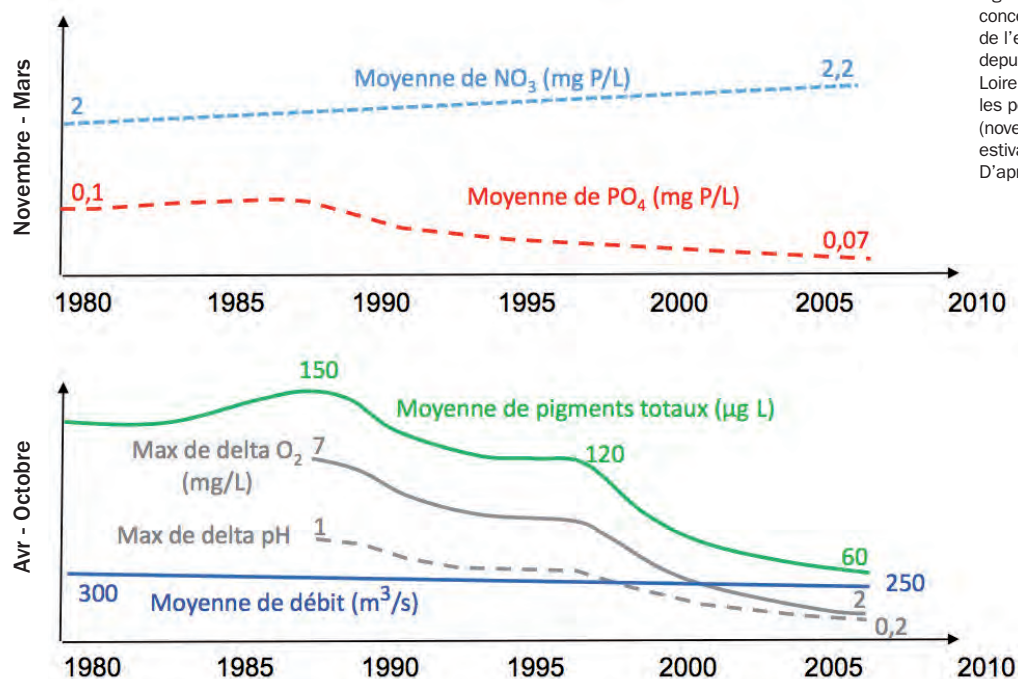 conce
de l'e
depu
Loire
les p
(nove
estiva
D'apr
Novembre - Mars
Moyenne de NO3 (mg P/L)
2,2
2
0,1
Moyenne de PO4 (mg P/L)
0,07
1980 1985 1990 1995 2000 2005 2010
Avr - Octobre
150
Moyenne de pigments totaux (µg L)
Max de delta O2 7
(mg/L)
120
Max de delta pH 1
60
300
Moyenne de débit (m³/s)
250
2
0,2
1980 1985 1990 1995 2000 2005 2010